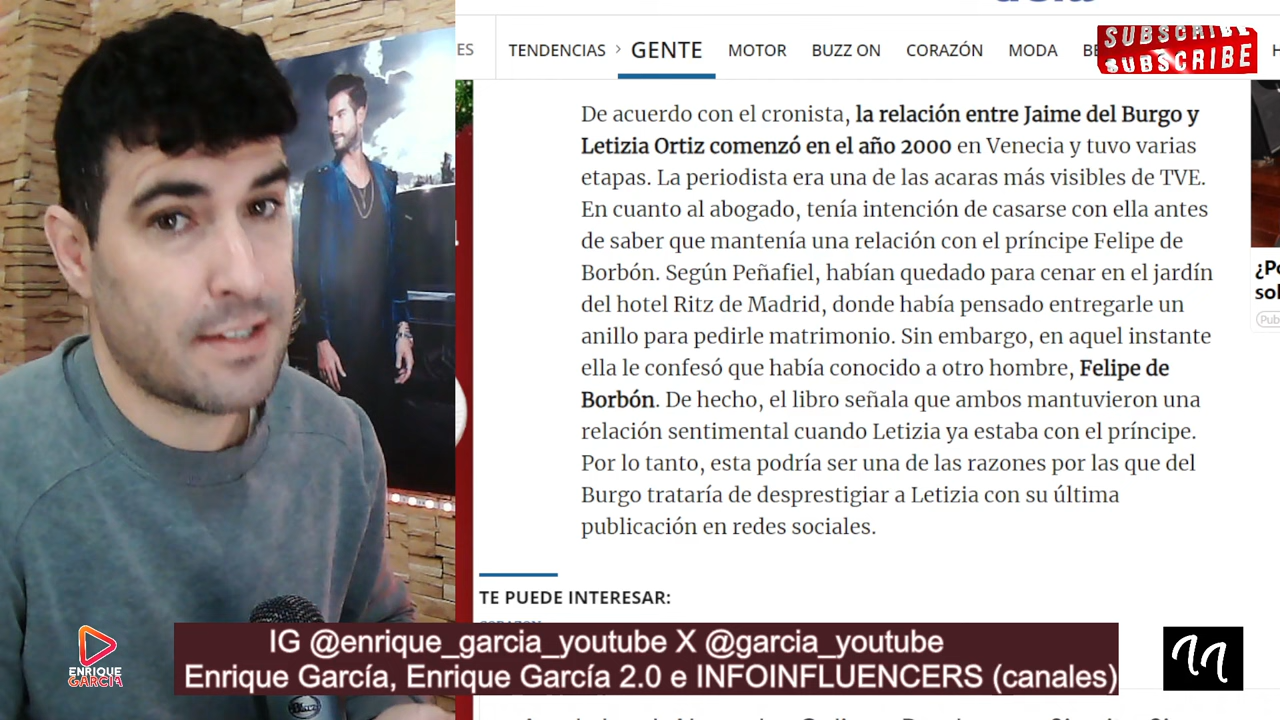 ES TENDENCIAS › GENTE MOTOR BUZZ ON CORAZÓN MODA
SUBSCRIBE
SUBSCRIBE
De acuerdo con el cronista, la relación entre Jaime del Burgo y
Letizia Ortiz comenzó en el año 2000 en Venecia y tuvo varias
etapas. La periodista era una de las acaras más visibles de TVE.
En cuanto al abogado, tenía intención de casarse con ella antes
de saber que mantenía una relación con el príncipe Felipe de
Borbón. Según Peñafiel, habían quedado para cenar en el jardín
del hotel Ritz de Madrid, donde había pensado entregarle un
anillo para pedirle matrimonio. Sin embargo, en aquel instante
ella le confesó que había conocido a otro hombre, Felipe de
Borbón. De hecho, el libro señala que ambos mantuvieron una
relación sentimental cuando Letizia ya estaba con el príncipe.
Por lo tanto, esta podría ser una de las razones por las que del
Burgo trataría de desprestigiar a Letizia con su última
publicación en redes sociales.
TE PUEDE INTERESAR:
IG @enrique_garcia_youtube X @garcia_youtube
Enrique García, Enrique García 2.0 e INFOINFLUENCERS (canales)
ENRIQUE
GARCÍA
Blue